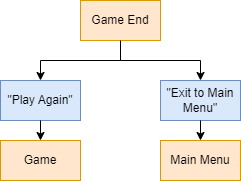 Game End
"Play Again"
"Exit to Main
Menu"
Game
Main Menu